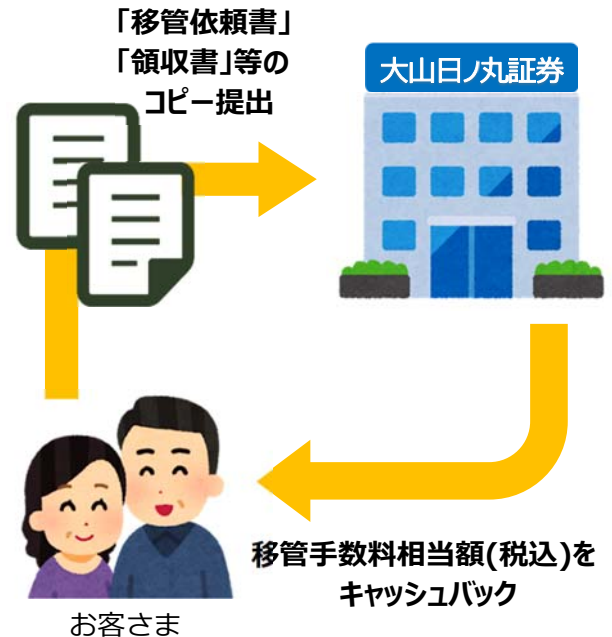 「移管依頼書」
「領収書」等の
コピー提出
大山日ノ丸証券
移管手数料相当額(税込)を
キャッシュバック
お客さま